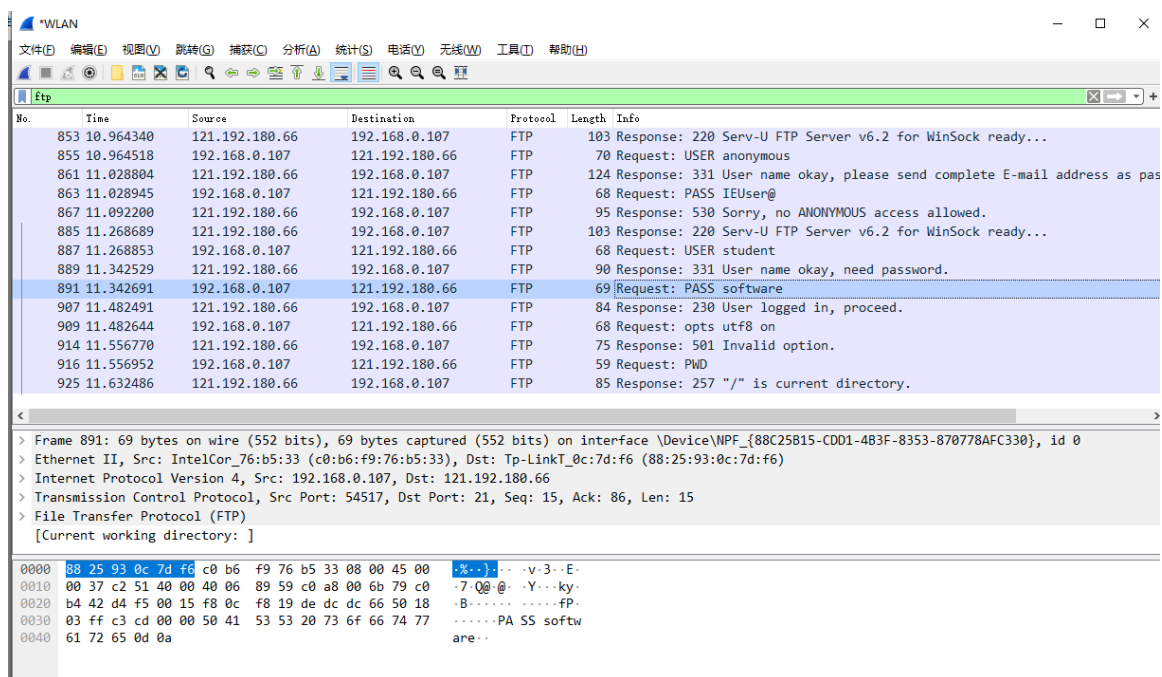 *WLAN
文件(F) 编辑(E) 视图(V) 跳转(G) 捕获(C) 分析(A) 统计(S) 电话(Y) 无线(W) 工具(T) 帮助(H)
ftp
No. Time Source Destination Protocol Length Info
853 10.964340 121.192.180.66 192.168.0.107 FTP 103 Response: 220 Serv-U FTP Server v6.2 for WinSock ready...
855 10.964518 192.168.0.107 121.192.180.66 FTP 70 Request: USER anonymous
861 11.028804 121.192.180.66 192.168.0.107 FTP 124 Response: 331 User name okay, please send complete E-mail address as pas
863 11.028945 192.168.0.107 121.192.180.66 FTP 68 Request: PASS IEUser@
867 11.092200 121.192.180.66 192.168.0.107 FTP 95 Response: 530 Sorry, no ANONYMOUS access allowed.
885 11.268689 121.192.180.66 192.168.0.107 FTP 103 Response: 220 Serv-U FTP Server v6.2 for WinSock ready...
887 11.268853 192.168.0.107 121.192.180.66 FTP 68 Request: USER student
889 11.342529 121.192.180.66 192.168.0.107 FTP 90 Response: 331 User name okay, need password.
891 11.342691 192.168.0.107 121.192.180.66 FTP 69 Request: PASS software
907 11.482491 121.192.180.66 192.168.0.107 FTP 84 Response: 230 User logged in, proceed.
909 11.482644 192.168.0.107 121.192.180.66 FTP 68 Request: opts utf8 on
914 11.556770 121.192.180.66 192.168.0.107 FTP 75 Response: 501 Invalid option.
916 11.556952 192.168.0.107 121.192.180.66 FTP 59 Request: PWD
925 11.632486 121.192.180.66 192.168.0.107 FTP 85 Response: 257 "/" is current directory.
> Frame 891: 69 bytes on wire (552 bits), 69 bytes captured (552 bits) on interface \Device\NPF_{88C25B15-CDD1-4B3F-8353-870778AFC330}, id 0
> Ethernet II, Src: IntelCor_76:b5:33 (c0:b6:f9:76:b5:33), Dst: Tp-LinkT_0c:7d:f6 (88:25:93:0c:7d:f6)
> Internet Protocol Version 4, Src: 192.168.0.107, Dst: 121.192.180.66
> Transmission Control Protocol, Src Port: 54517, Dst Port: 21, Seq: 15, Ack: 86, Len: 15
> File Transfer Protocol (FTP)
[Current working directory: ]
0000 88 25 93 0c 7d f6 c0 b6 f9 76 b5 33 08 00 45 00 ·%··}··· ·v·3··E·
0010 00 37 c2 51 40 00 40 06 89 59 c0 a8 00 6b 79 c0 ·7·Q@·@· ·Y···ky·
0020 b4 42 d4 f5 00 15 f8 0c f8 19 de dc dc 66 50 18 ·B······ ·····fP·
0030 03 ff c3 cd 00 00 50 41 53 53 20 73 6f 66 74 77 ······PA SS softw
0040 61 72 65 0d 0a are··